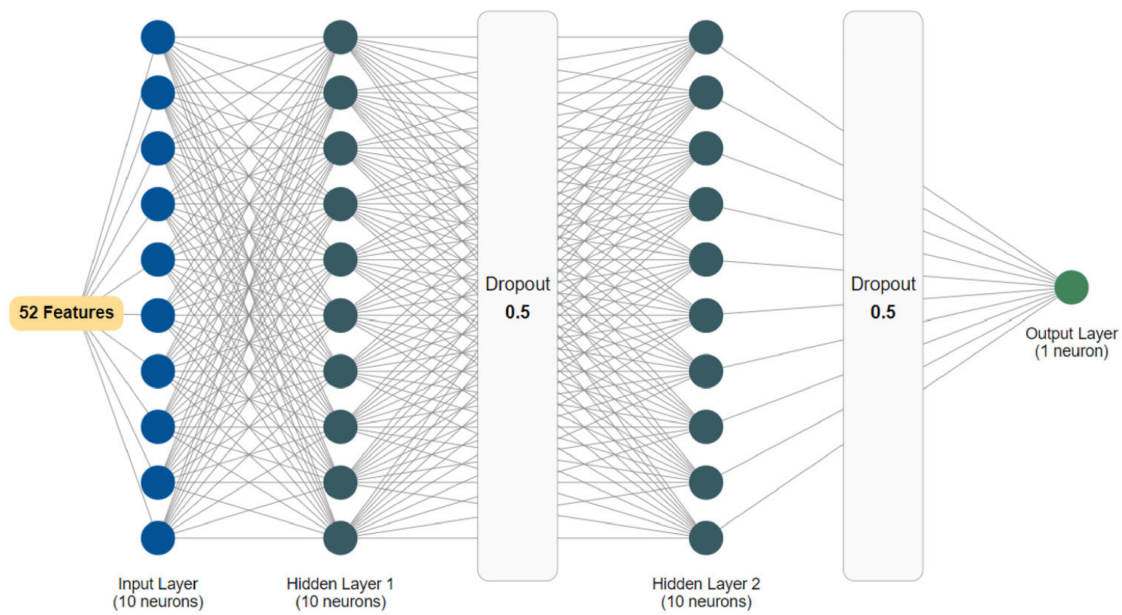 52 Features
Dropout
0.5
Dropout
0.5
Output Layer
(1 neuron)
Input Layer
(10 neurons)
Hidden Layer 1
(10 neurons)
Hidden Layer 2
(10 neurons)